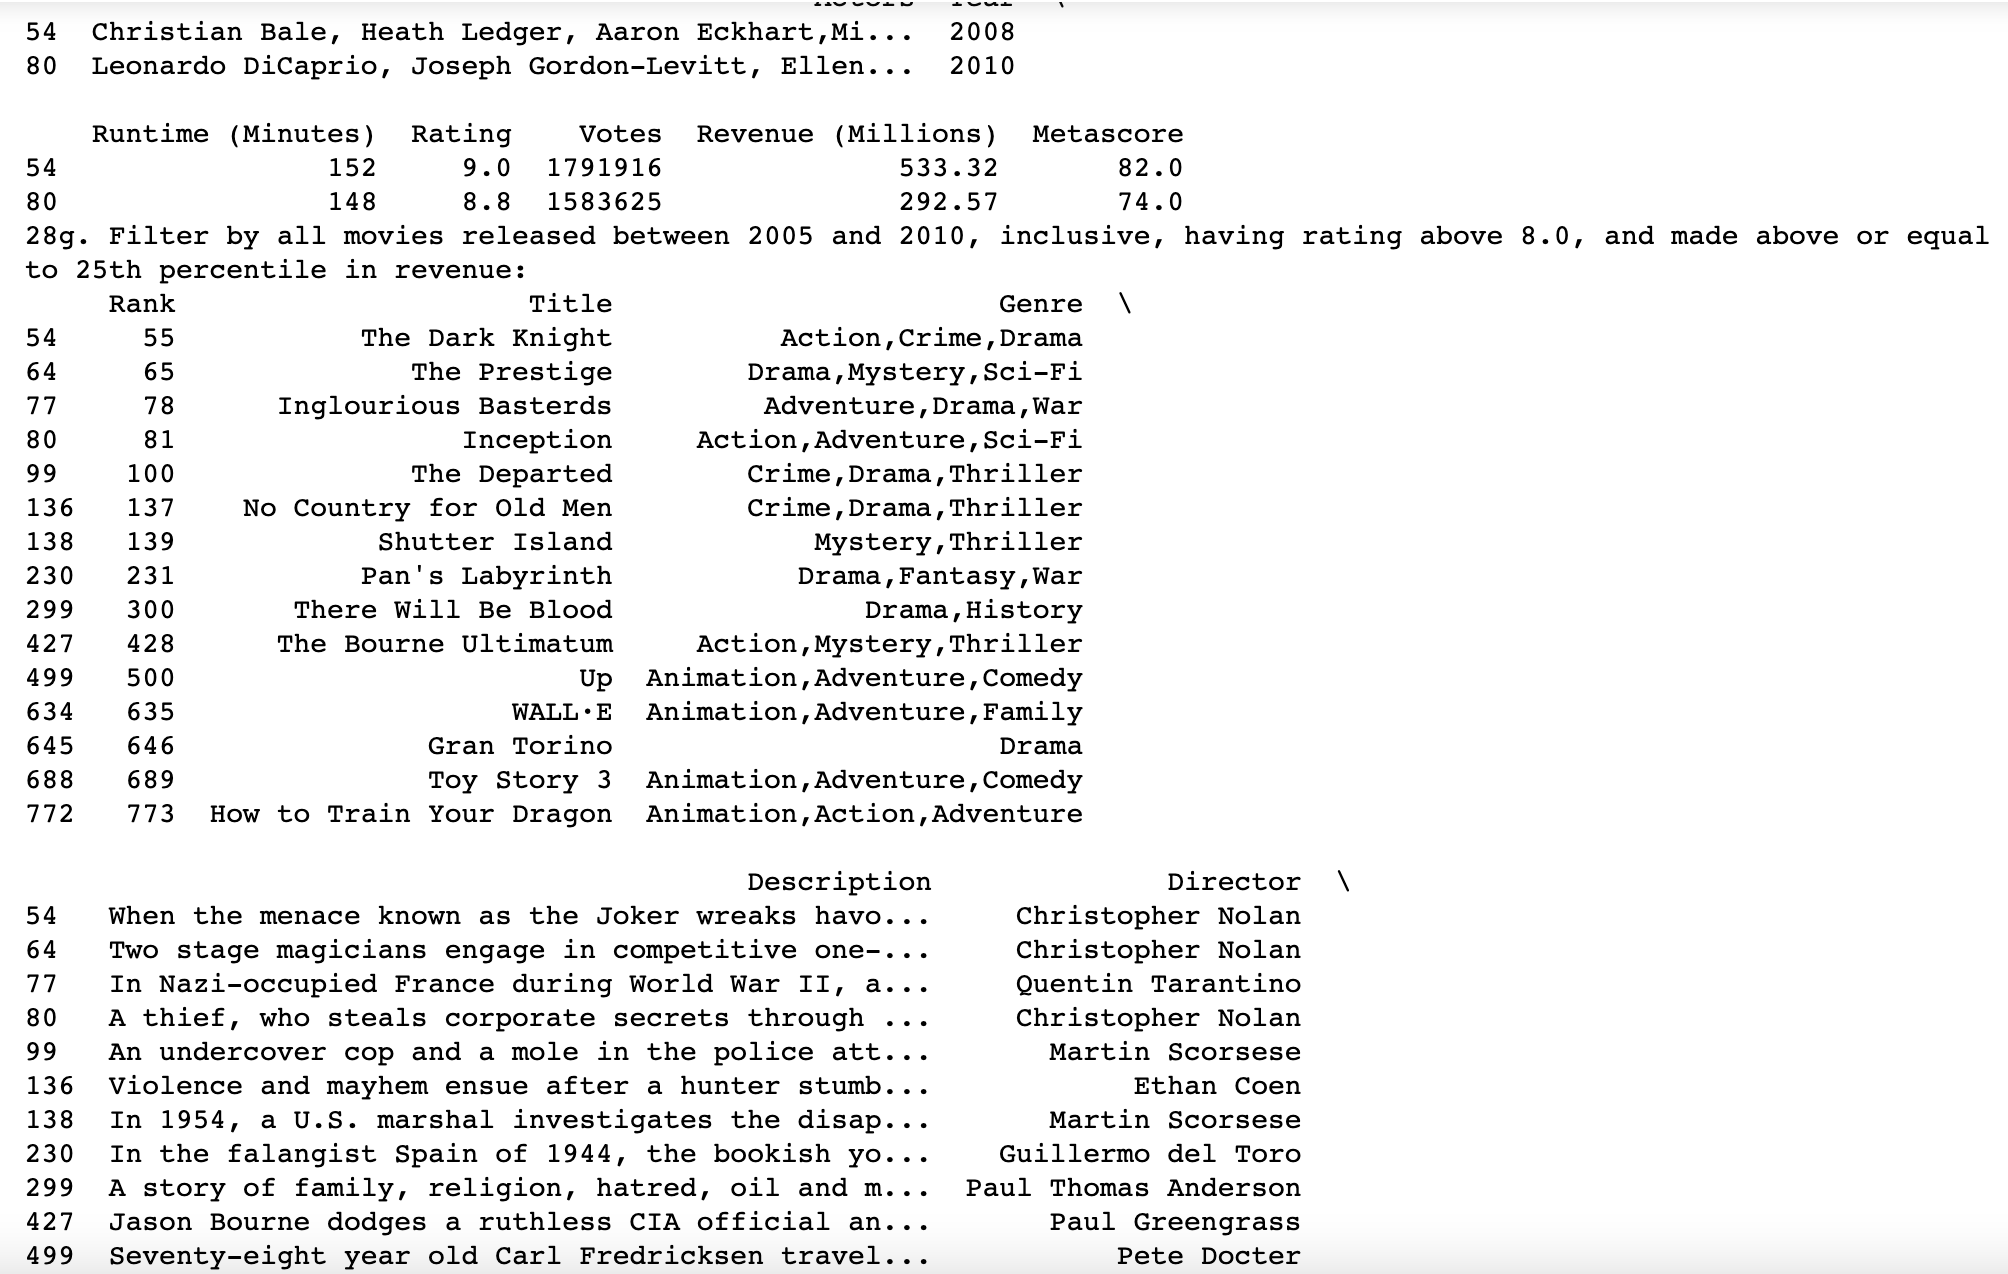 Actors Year \
54 Christian Bale, Heath Ledger, Aaron Eckhart,Mi... 2008
80 Leonardo DiCaprio, Joseph Gordon-Levitt, Ellen... 2010
Runtime (Minutes) Rating Votes Revenue (Millions) Metascore
54 152 9.0 1791916 533.32 82.0
80 148 8.8 1583625 292.57 74.0
28g. Filter by all movies released between 2005 and 2010, inclusive, having rating above 8.0, and made above or equal
to 25th percentile in revenue:
Rank Title Genre \
54 55 The Dark Knight Action,Crime,Drama
64 65 The Prestige Drama,Mystery,Sci-Fi
77 78 Inglourious Basterds Adventure,Drama,War
80 81 Inception Action,Adventure,Sci-Fi
99 100 The Departed Crime,Drama,Thriller
136 137 No Country for Old Men Crime,Drama,Thriller
138 139 Shutter Island Mystery,Thriller
230 231 Pan's Labyrinth Drama,Fantasy,War
299 300 There Will Be Blood Drama,History
427 428 The Bourne Ultimatum Action,Mystery,Thriller
499 500 Up Animation,Adventure,Comedy
634 635 WALL·E Animation,Adventure,Family
645 646 Gran Torino Drama
688 689 Toy Story 3 Animation,Adventure,Comedy
772 773 How to Train Your Dragon Animation,Action,Adventure
Description Director \
54 When the menace known as the Joker wreaks havo... Christopher Nolan
64 Two stage magicians engage in competitive one-... Christopher Nolan
77 In Nazi-occupied France during World War II, a... Quentin Tarantino
80 A thief, who steals corporate secrets through ... Christopher Nolan
99 An undercover cop and a mole in the police att... Martin Scorsese
136 Violence and mayhem ensue after a hunter stumb... Ethan Coen
138 In 1954, a U.S. marshal investigates the disap... Martin Scorsese
230 In the falangist Spain of 1944, the bookish yo... Guillermo del Toro
299 A story of family, religion, hatred, oil and m... Paul Thomas Anderson
427 Jason Bourne dodges a ruthless CIA official an... Paul Greengrass
499 Seventy-eight year old Carl Fredricksen travel... Pete Docter